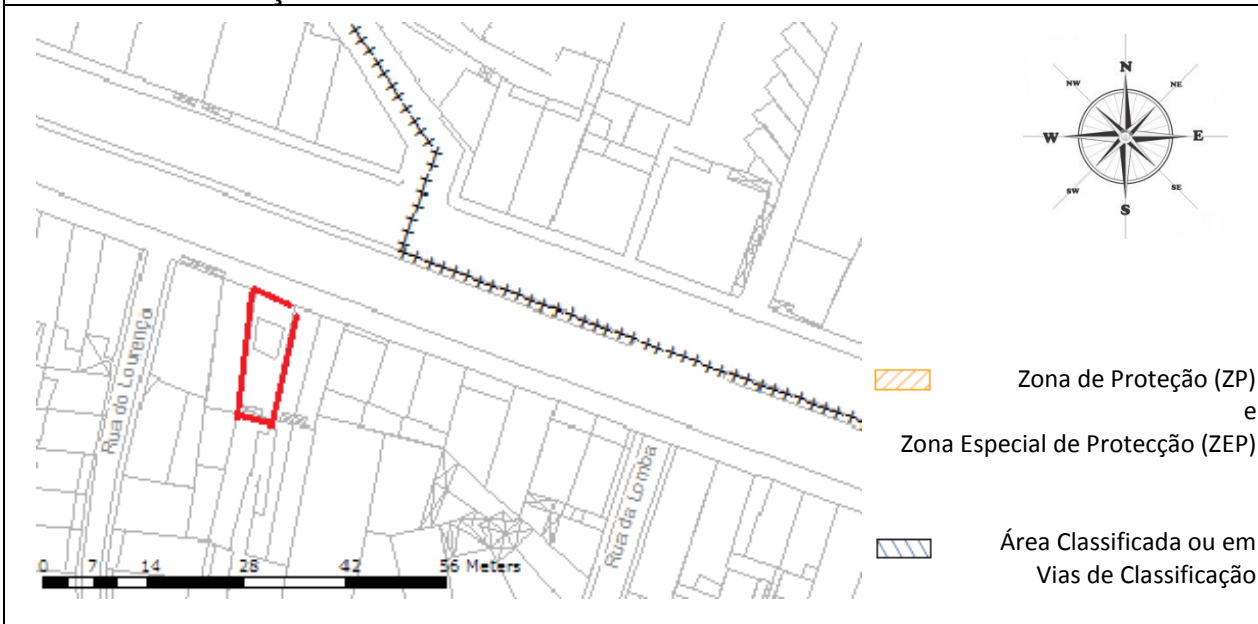 N
NW
NE
W
E
SW
SE
S
Rua do Lourenço
Rua da Lomba
0 7 14 28 42 56 Meters
Zona de Proteção (ZP)
e
Zona Especial de Protecção (ZEP)
Área Classificada ou em
Vias de Classificação